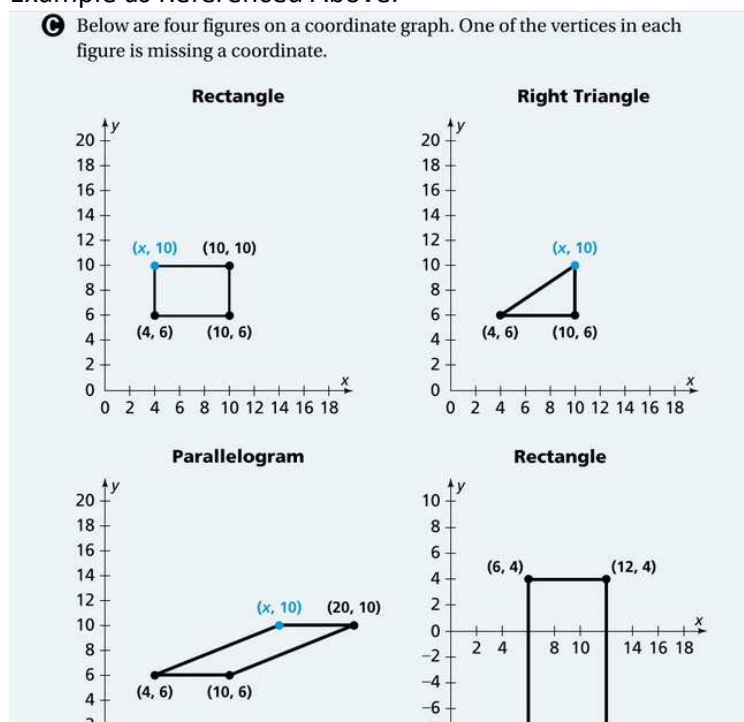 Example as Referenced Above:
C Below are four figures on a coordinate graph. One of the vertices in each
figure is missing a coordinate.
Rectangle
y
20
18
16
14
12
10
8
6
4
2
0
(x, 10) (10, 10)
(4, 6) (10, 6)
x
0 2 4 6 8 10 12 14 16 18
Right Triangle
y
20
18
16
14
12
10
8
6
4
2
0
(x, 10)
(4, 6) (10, 6)
x
0 2 4 6 8 10 12 14 16 18
Parallelogram
y
20
18
16
14
12
10
8
6
4
(x, 10) (20, 10)
(4, 6) (10, 6)
Rectangle
y
10
8
6
4
2
0
−2
−4
−6
(6, 4) (12, 4)
x
2 4 8 10 14 16 18